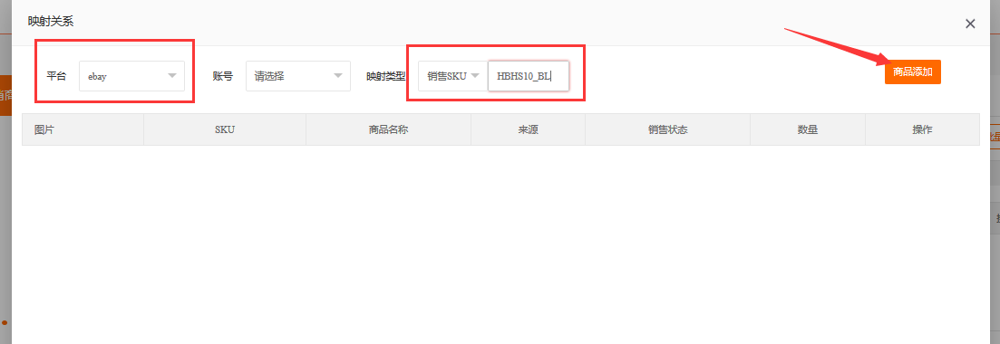 映射关系
平台 ebay 账号 请选择 映射类型 销售SKU HBHS10_BL 商品添加
图片 SKU 商品名称 来源 销售状态 数量 操作